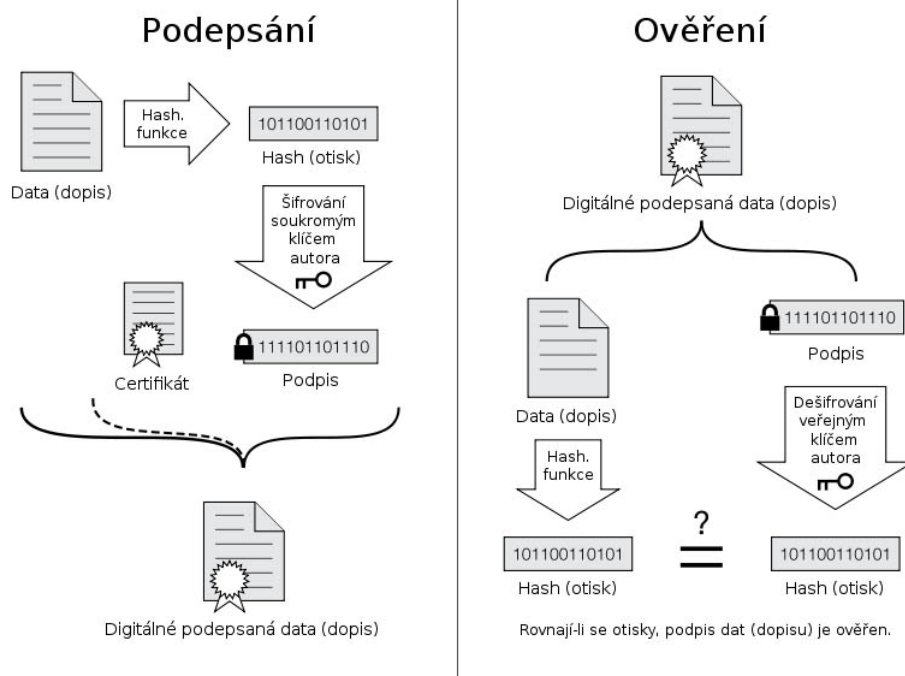 Podepsání
Data (dopis)
Hash.
funkce
101100110101
Hash (otisk)
Šifrování
soukromým
klíčem
autora
Certifikát
111101101110
Podpis
Digitálné podepsaná data (dopis)
Ověření
Digitálné podepsaná data (dopis)
Data (dopis)
111101101110
Podpis
Hash.
funkce
Dešifrování
veřejným
klíčem
autora
101100110101
Hash (otisk)
?
=
101100110101
Hash (otisk)
Rovnají-li se otisky, podpis dat (dopisu) je ověřen.